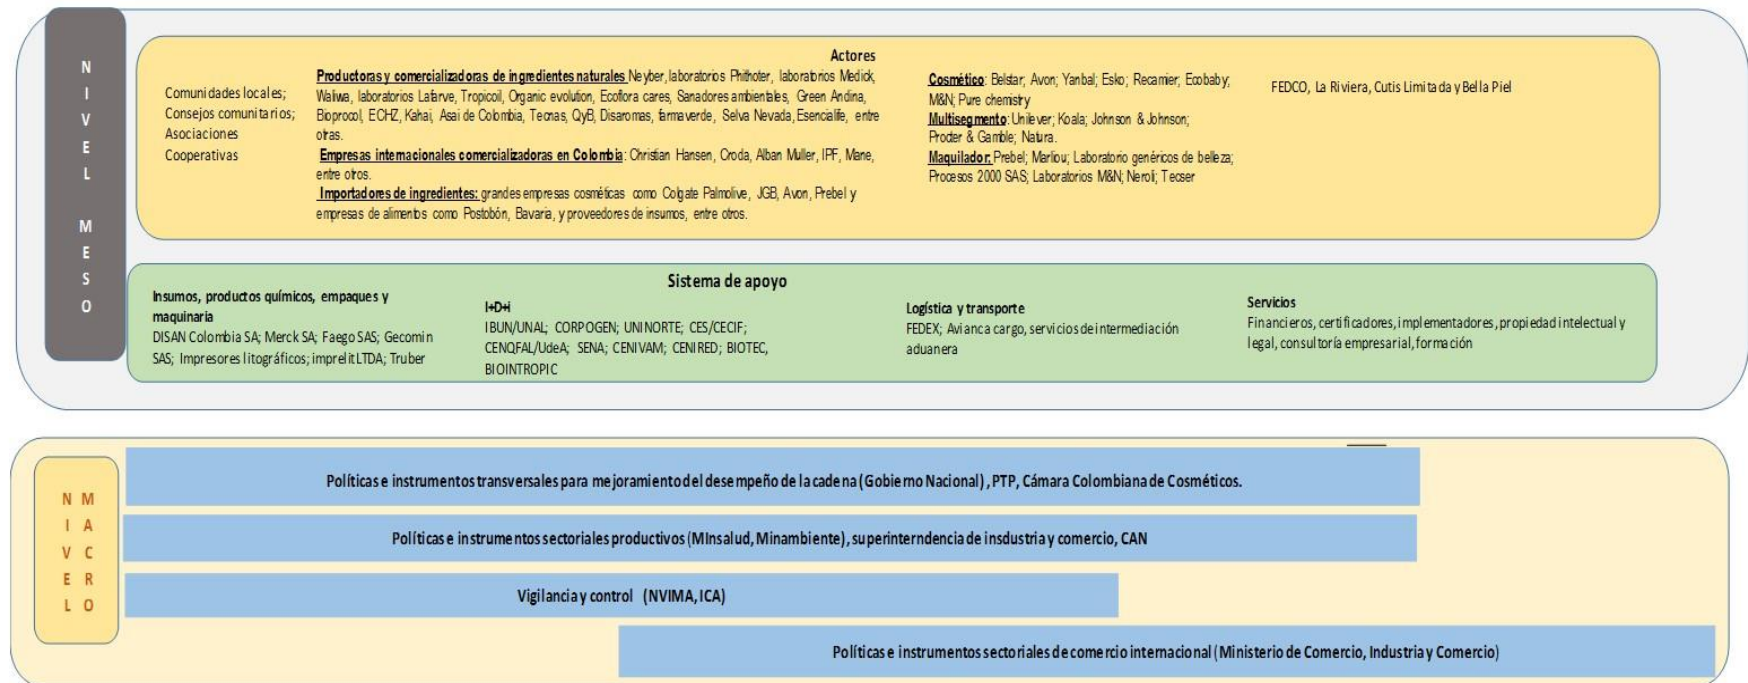 NIVEL MESO
Actores
Comunidades locales;
Consejos comunitarios;
Asociaciones
Cooperativas
Productoras y comercializadoras de ingredientes naturales Neyber, laboratorios Phithoter, laboratorios Medick,
Waliwa, laboratorios Lafarve, Tropicoil, Organic evolution, Ecoflora cares, Sanadores ambientales, Green Andina,
Bioprocol, ECHZ, Kahai, Asai de Colombia, Tecnas, QyB, Disaromas, farmaverde, Selva Nevada, Esencialife, entre
otras.
Empresas internacionales comercializadoras en Colombia: Christian Hansen, Croda, Alban Muller, IPF, Mane,
entre otros.
Importadores de ingredientes: grandes empresas cosméticas como Colgate Palmolive, JGB, Avon, Prebel y
empresas de alimentos como Postobón, Bavaria, y proveedores de insumos, entre otros.
Cosmético: Belstar; Avon; Yanbal; Esko; Recamier; Ecobaby;
M&N; Pure chemistry
Multisegmento: Unilever; Koala; Johnson & Johnson;
Procter & Gamble; Natura.
Maquilador: Prebel; Marliou; Laboratorio genéricos de belleza;
Procesos 2000 SAS; Laboratorios M&N; Neroli; Tecser
FEDCO, La Riviera, Cutis Limitada y Bella Piel
Sistema de apoyo
Insumos, productos químicos, empaques y
maquinaria
DISAN Colombia SA; Merck SA; Faego SAS; Gecomin
SAS; Impresores litográficos; imprelit LTDA; Truber
I+D+i
IBUN/UNAL; CORPOGEN; UNINORTE; CES/CECIF;
CENQFAL/UdeA; SENA; CENIVAM; CENIRED; BIOTEC,
BIOINTROPIC
Logística y transporte
FEDEX; Avianca cargo, servicios de intermediación
aduanera
Servicios
Financieros, certificadores, implementadores, propiedad intelectual y
legal, consultoría empresarial, formación
NIVEL MACRO
Políticas e instrumentos transversales para mejoramiento del desempeño de la cadena (Gobierno Nacional), PTP, Cámara Colombiana de Cosméticos.
Políticas e instrumentos sectoriales productivos (MInsalud, Minambiente), superinterndencia de insdustria y comercio, CAN
Vigilancia y control (NVIMA, ICA)
Políticas e instrumentos sectoriales de comercio internacional (Ministerio de Comercio, Industria y Comercio)